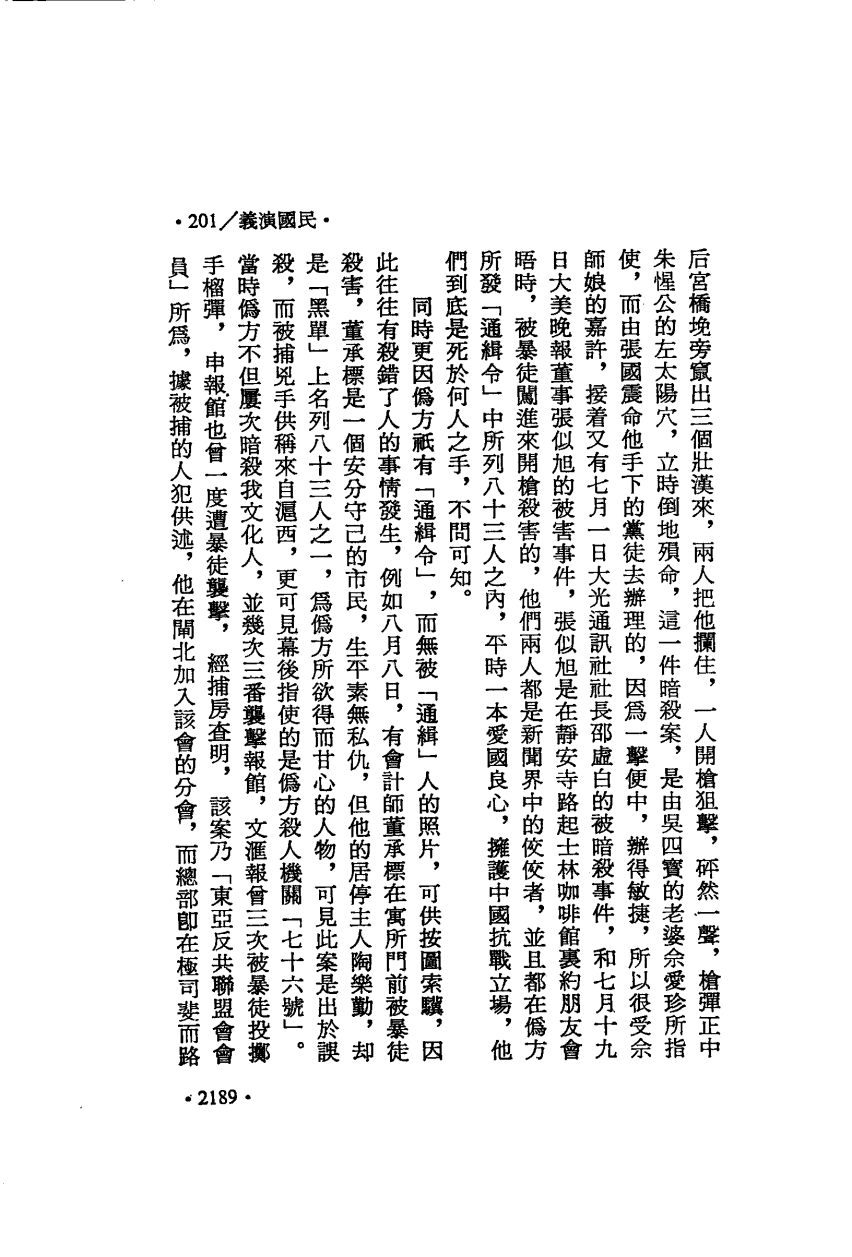 •201／義演國民•
后宮橋堍旁竄出三個壯漢來，兩人把他攔住，一人開槍狙擊，砰然一聲，槍彈正中
朱惺公的左太陽穴，立時倒地殞命，這一件暗殺案，是由吳四寶的老婆佘愛珍所指
使，而由張國震命他手下的黨徒去辦理的，因爲一擊便中，辦得敏捷，所以很受佘
師娘的嘉許，接着又有七月一日大光通訊社社長邵虛白的被暗殺事件，和七月十九
日大美晚報董事張似旭的被害事件，張似旭是在靜安寺路起士林咖啡館裏約朋友會
晤時，被暴徒闖進來開槍殺害的，他們兩人都是新聞界中的佼佼者，並且都在僞方
所發「通緝令」中所列八十三人之內，平時一本愛國良心，擁護中國抗戰立場，他
們到底是死於何人之手，不問可知。
同時更因僞方祇有「通緝令」，而無被「通緝」人的照片，可供按圖索驥，因
此往往有殺錯了人的事情發生，例如八月八日，有會計師董承標在寓所門前被暴徒
殺害，董承標是一個安分守己的市民，生平素無私仇，但他的居停主人陶樂勤，却
是「黑單」上名列八十三人之一，爲僞方所欲得而甘心的人物，可見此案是出於誤
殺，而被捕兇手供稱來自滬西，更可見幕後指使的是僞方殺人機關「七十六號」。
當時僞方不但屢次暗殺我文化人，並幾次三番襲擊報館，文滙報曾三次被暴徒投擲
手榴彈，申報館也曾一度遭暴徒襲擊，經捕房查明，該案乃「東亞反共聯盟會會
員」所爲，據被捕的人犯供述，他在閘北加入該會的分會，而總部卽在極司斐而路
•2189•